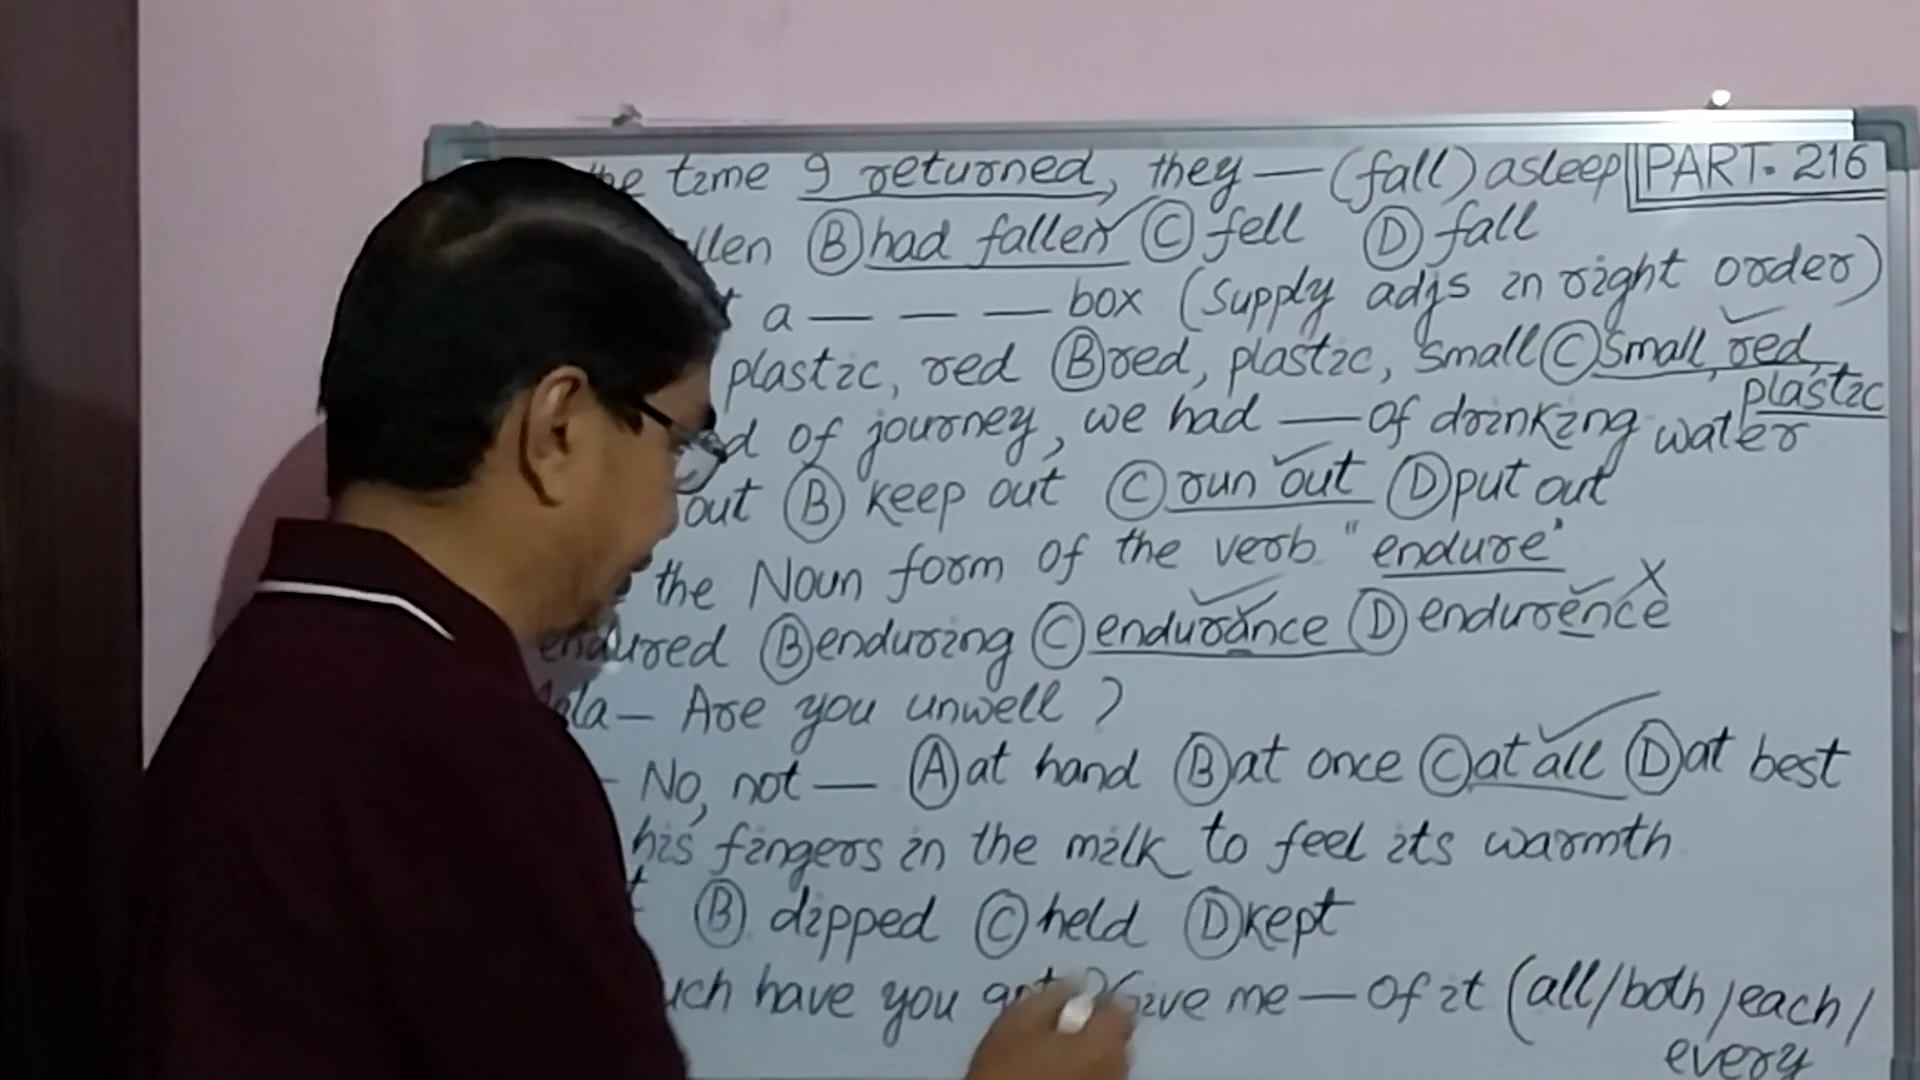 the time I returned, they — (fall) asleep PART. 216
llen (B) had fallen ✓ (C) fell (D) fall
a — — — box (Supply adjs in right order)
plastic, red (B) red, plastic, small (C) small, red, plastic
d of journey, we had — of drinking water
out (B) keep out (C) run out (D) put out
the Noun form of the verb "endure"
endured (B) enduring (C) endurance (D) endurence X
la — Are you unwell?
- No, not — (A) at hand (B) at once (C) at all (D) at best
his fingers in the milk to feel its warmth
t (B) dipped (C) held (D) kept
uch have you got? Give me — of it (all/both/each/
every